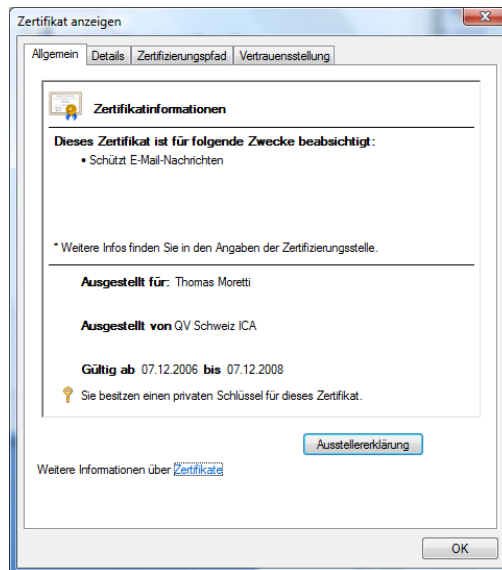 Zertifikat anzeigen
Allgemein Details Zertifizierungspfad Vertrauensstellung
Zertifikatinformationen
Dieses Zertifikat ist für folgende Zwecke beabsichtigt:
• Schützt E-Mail-Nachrichten
* Weitere Infos finden Sie in den Angaben der Zertifizierungsstelle.
Ausgestellt für: Thomas Moretti
Ausgestellt von QV Schweiz ICA
Gültig ab 07.12.2006 bis 07.12.2008
Sie besitzen einen privaten Schlüssel für dieses Zertifikat.
Ausstellererklärung
Weitere Informationen über Zertifikate
OK